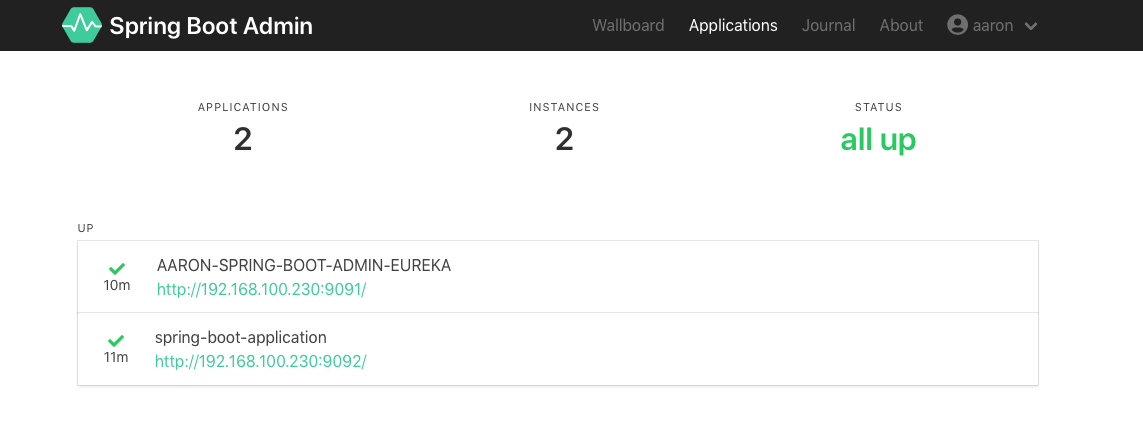 Spring Boot Admin Wallboard Applications Journal About aaron
APPLICATIONS INSTANCES STATUS
2 2 all up
UP
AARON-SPRING-BOOT-ADMIN-EUREKA
10m
http://192.168.100.230:9091/
spring-boot-application
11m
http://192.168.100.230:9092/